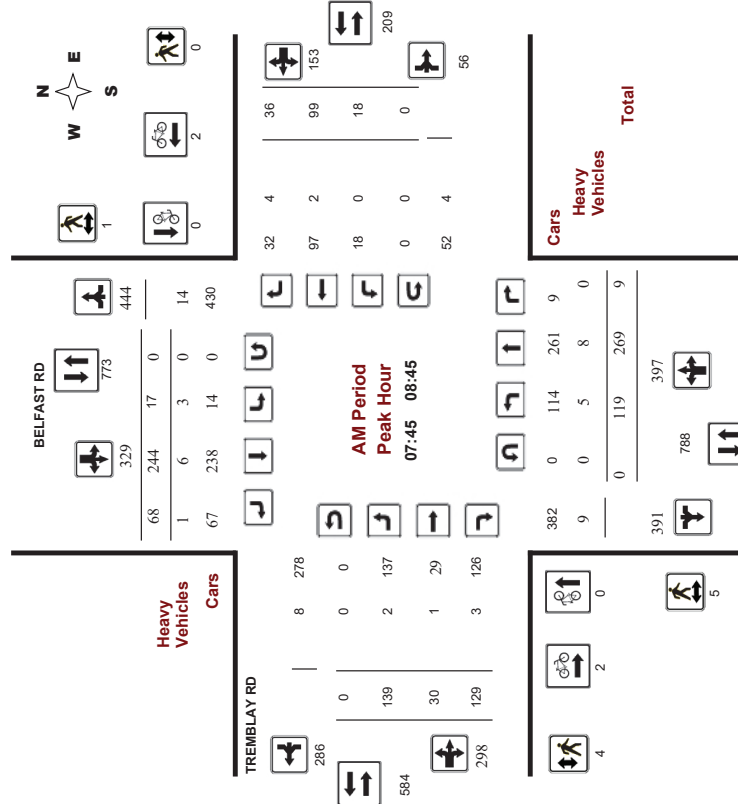 N
W E
S
0
2
1
0
BELFAST RD
773
329
444
68 244 17 0
1 6 3 0 14
67 238 14 0 430
Heavy
Vehicles
Cars
209
153
56
36 4 32
99 2 97
18 0 18
0 0 0
4 52
AM Period
Peak Hour
07:45 08:45
TREMBLAY RD
8 278
0 0 0
139 2 137
30 1 29
129 3 126
286
584
298
Cars
Heavy
Vehicles
Total
382 0 114 261 9
9 0 5 8 0
0 119 269 9
391
788
397
0
2
4
5